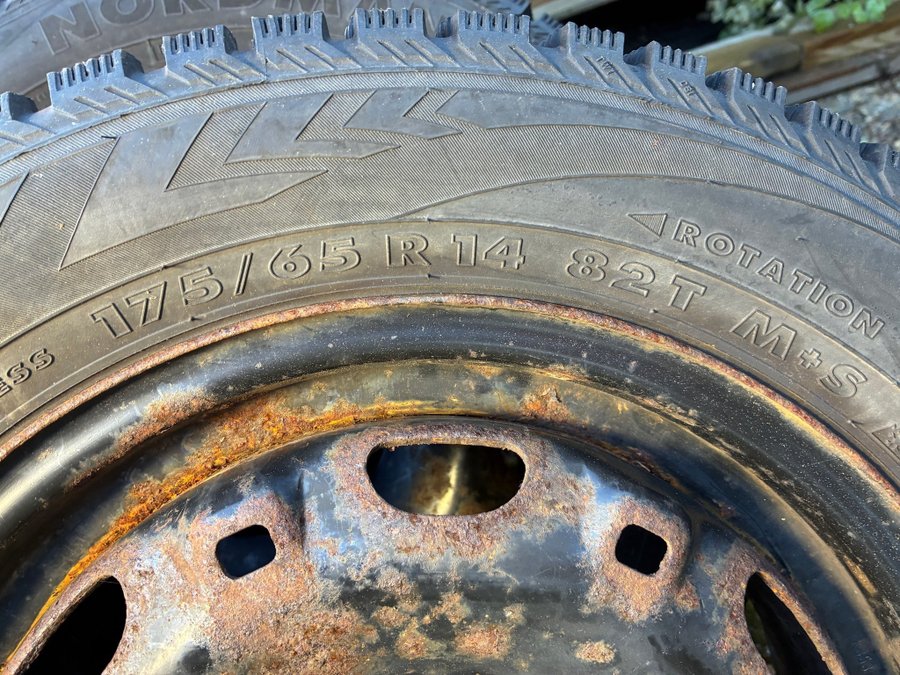 NORDM
175/65 R 14 82T M+S
ROTATION
ESS